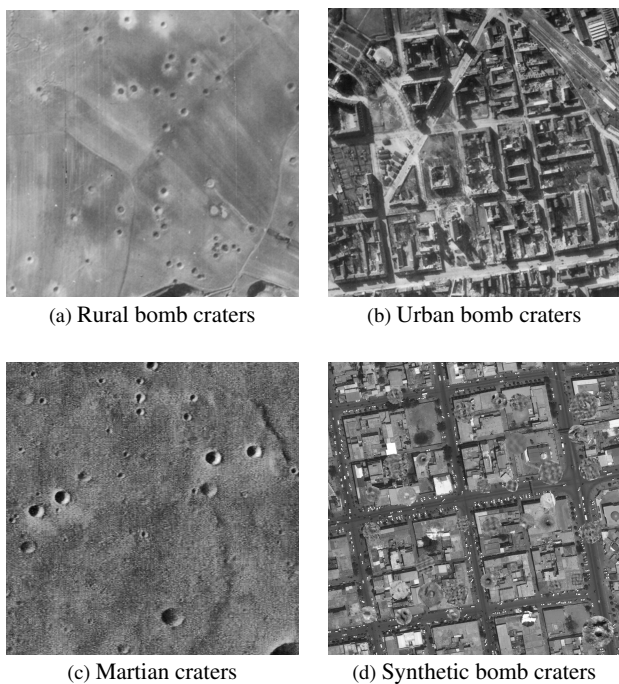 (a) Rural bomb craters
(b) Urban bomb craters
(c) Martian craters
(d) Synthetic bomb craters